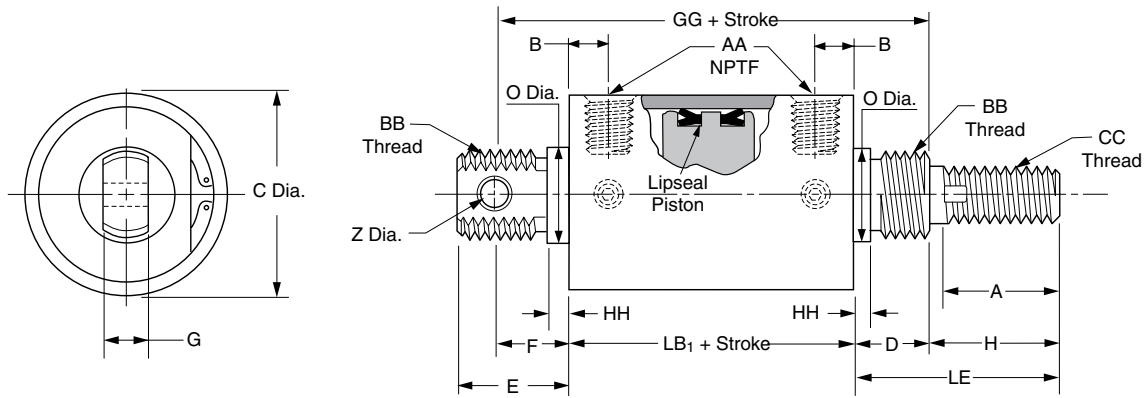 GG + Stroke
B
AA
NPTF
B
O Dia.
O Dia.
BB
Thread
BB
Thread
CC
Thread
C Dia.
Lipseal
Piston
Z Dia.
A
G
HH
HH
F
LB1 + Stroke
D
H
E
LE